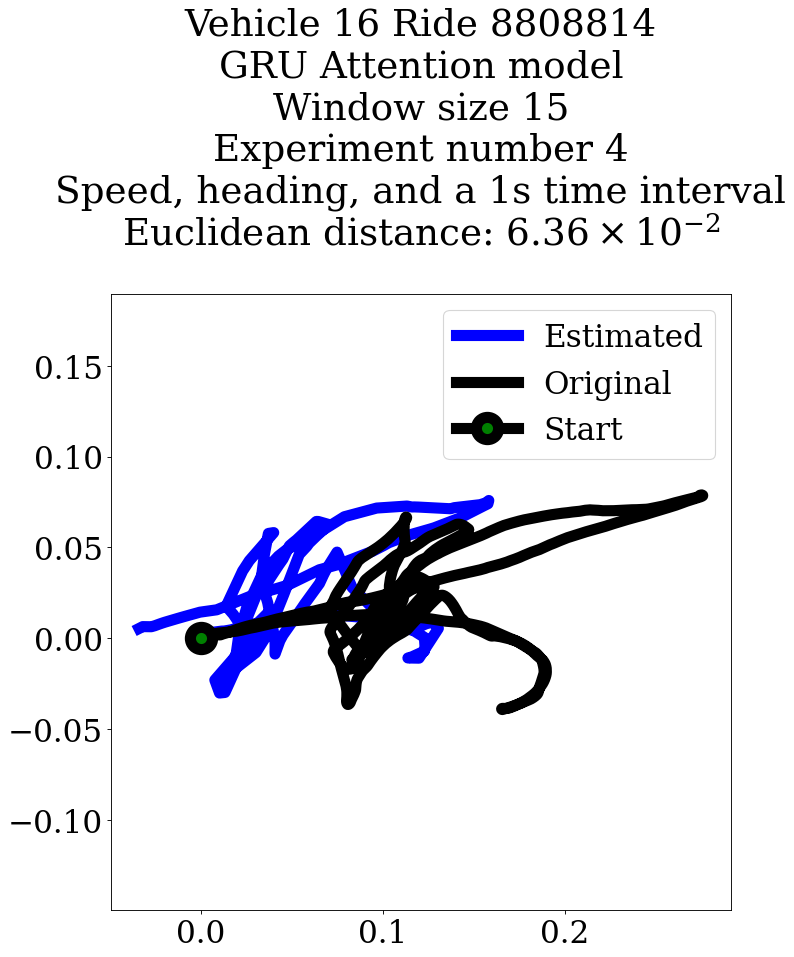 Vehicle 16 Ride 8808814
GRU Attention model
Window size 15
Experiment number 4
Speed, heading, and a 1s time interval
Euclidean distance: 6.36 × 10⁻²
Estimated
Original
Start
0.15
0.10
0.05
0.00
−0.05
−0.10
0.0 0.1 0.2